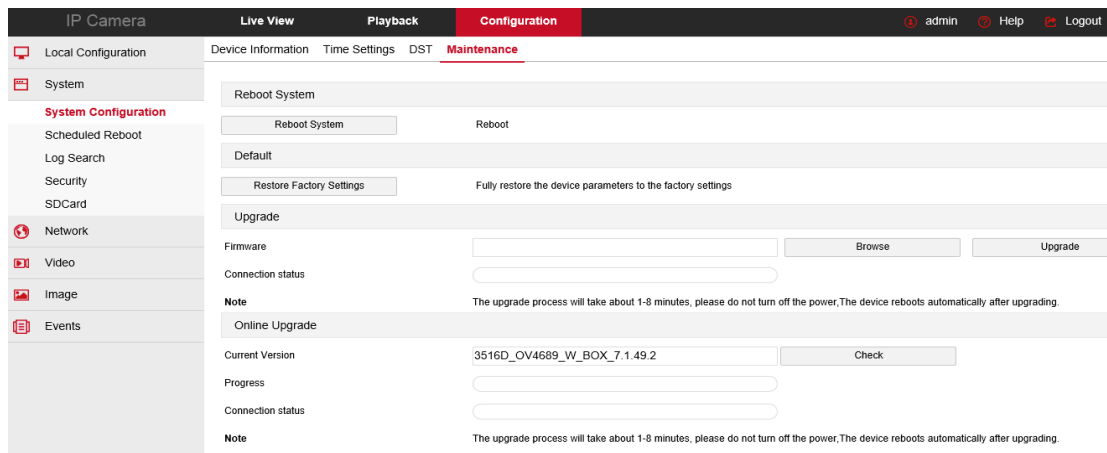 IP Camera Live View Playback Configuration admin Help Logout
Local Configuration
System
System Configuration
Scheduled Reboot
Log Search
Security
SDCard
Network
Video
Image
Events
Device Information Time Settings DST Maintenance
Reboot System
Reboot System Reboot
Default
Restore Factory Settings Fully restore the device parameters to the factory settings
Upgrade
Firmware Browse Upgrade
Connection status
Note The upgrade process will take about 1-8 minutes, please do not turn off the power,The device reboots automatically after upgrading.
Online Upgrade
Current Version 3516D_OV4689_W_BOX_7.1.49.2 Check
Progress
Connection status
Note The upgrade process will take about 1-8 minutes, please do not turn off the power,The device reboots automatically after upgrading.